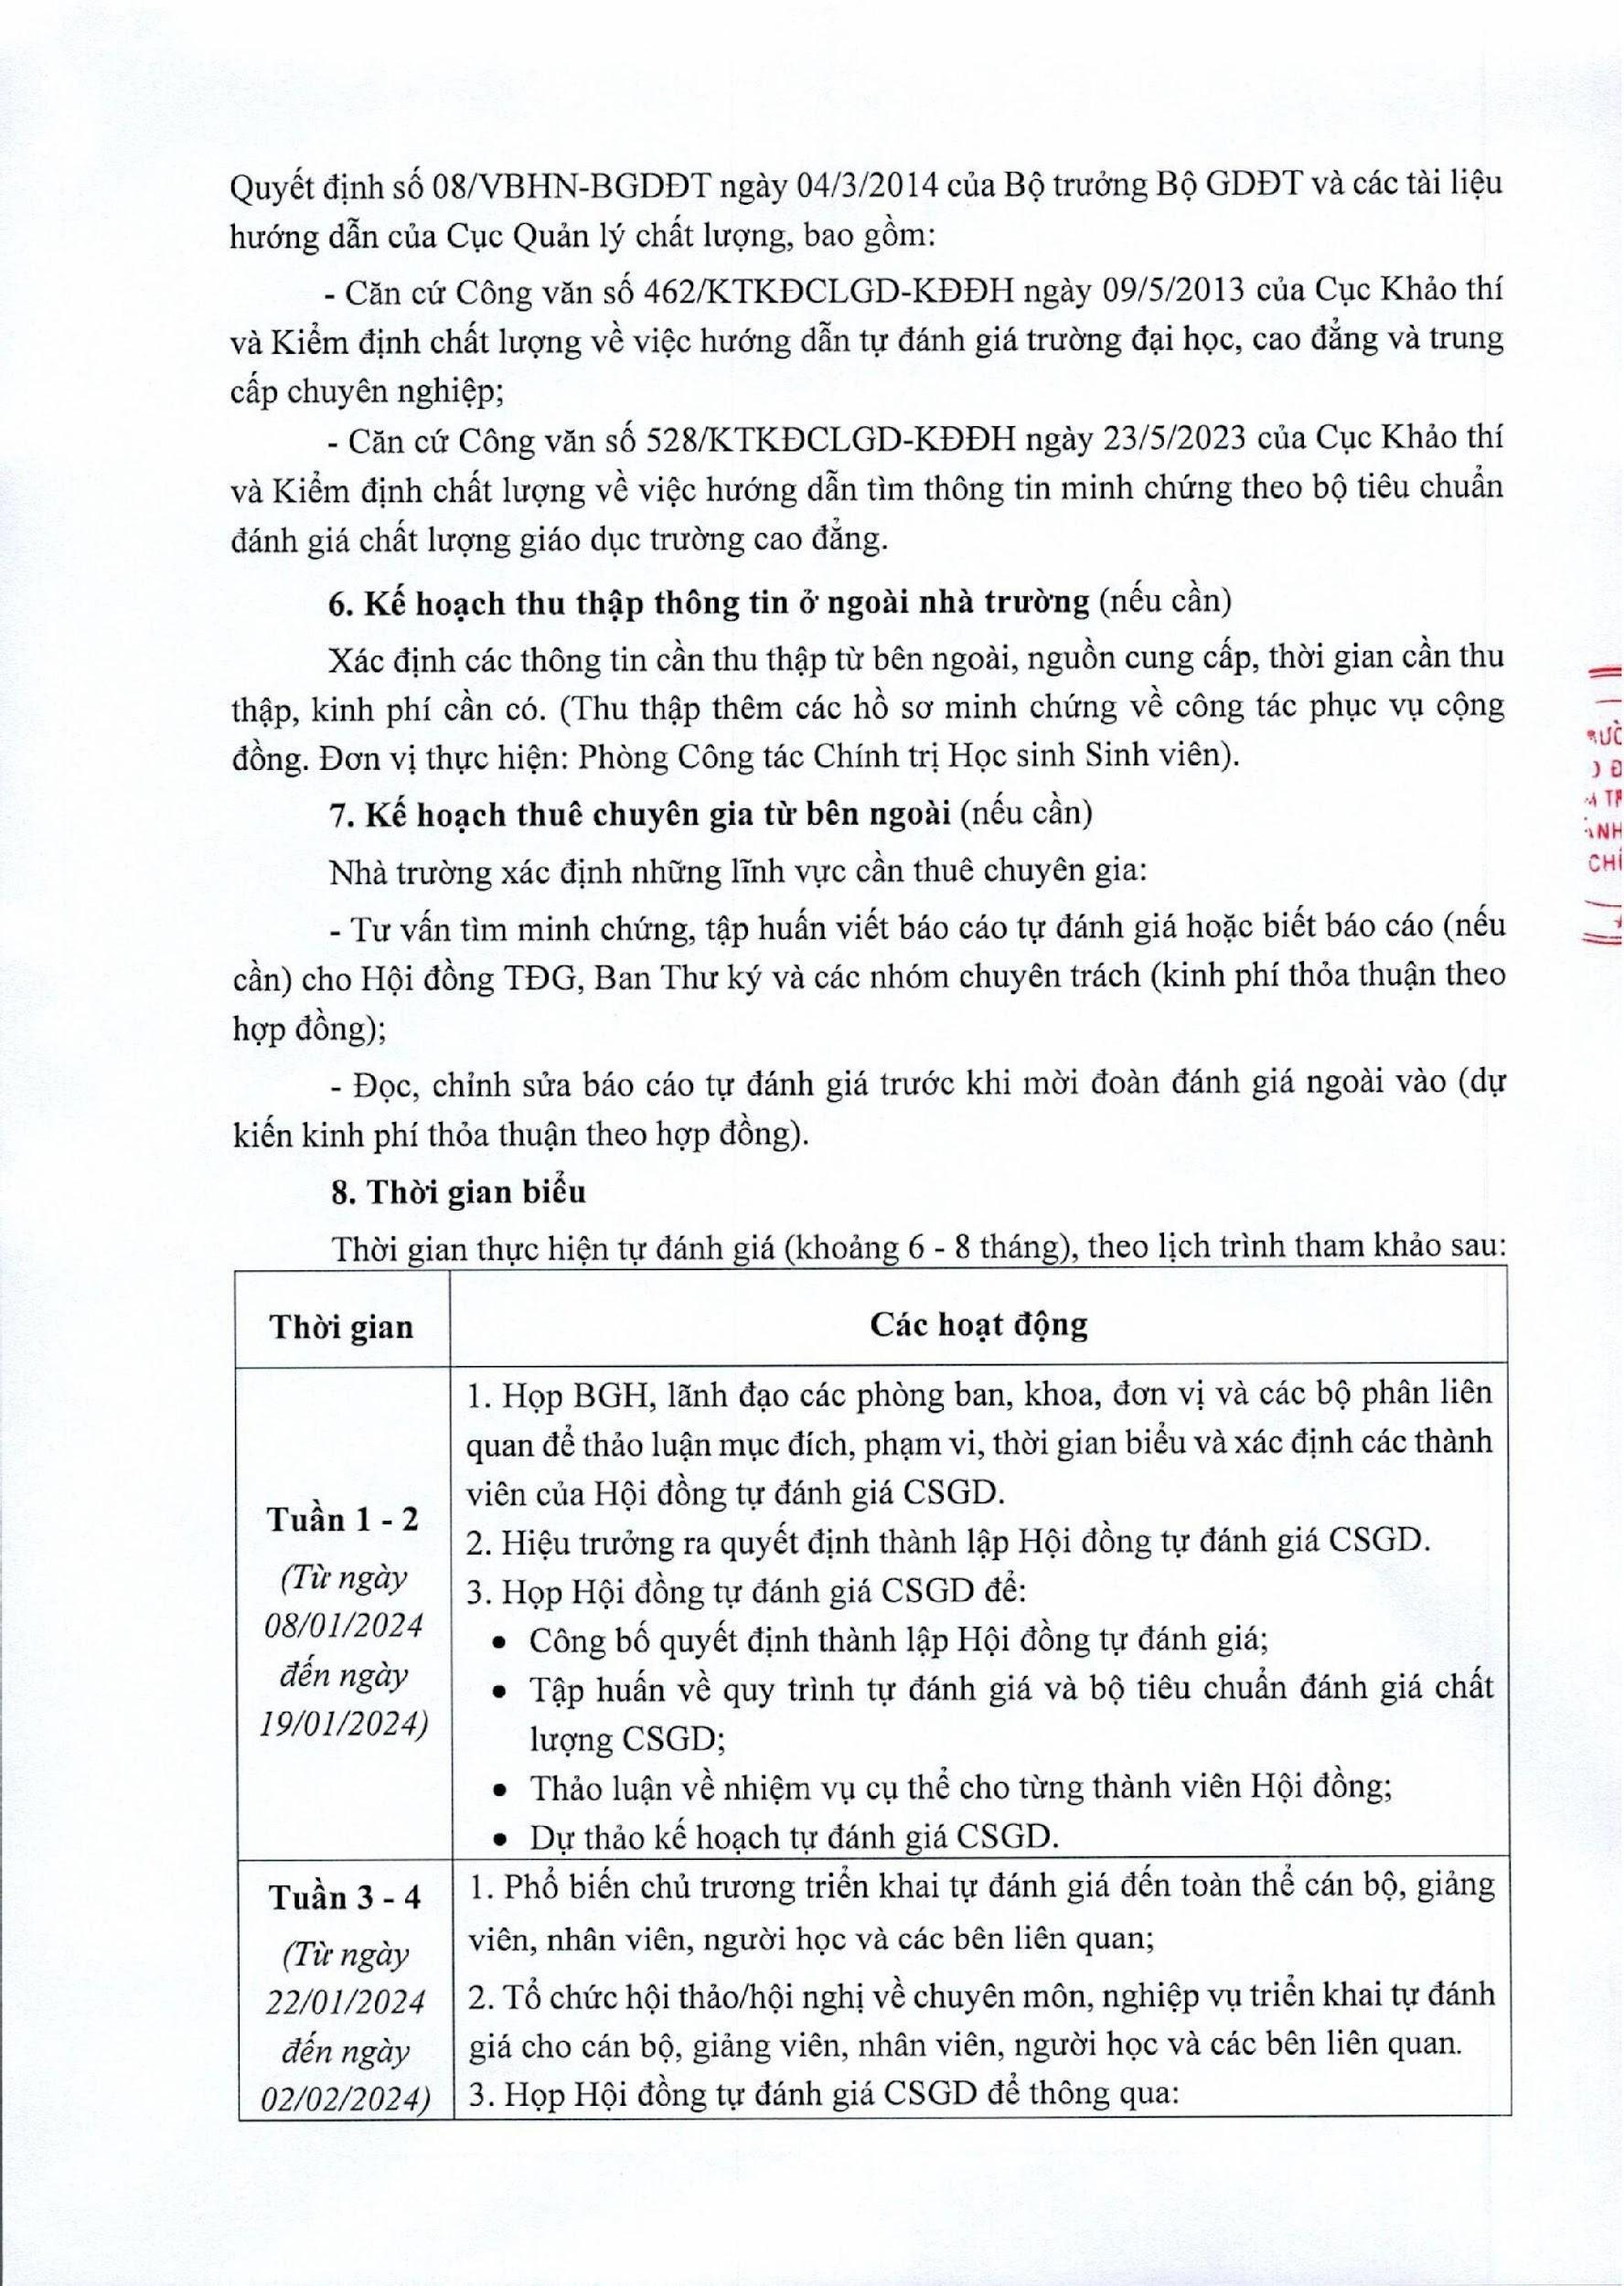 Quyết định số 08/VBHN-BGDĐT ngày 04/3/2014 của Bộ trưởng Bộ GDĐT và các tài liệu
hướng dẫn của Cục Quản lý chất lượng, bao gồm:
- Căn cứ Công văn số 462/KTKĐCLGD-KĐĐH ngày 09/5/2013 của Cục Khảo thí
và Kiểm định chất lượng về việc hướng dẫn tự đánh giá trường đại học, cao đẳng và trung
cấp chuyên nghiệp;
- Căn cứ Công văn số 528/KTKĐCLGD-KĐĐH ngày 23/5/2023 của Cục Khảo thí
và Kiểm định chất lượng về việc hướng dẫn tìm thông tin minh chứng theo bộ tiêu chuẩn
đánh giá chất lượng giáo dục trường cao đẳng.
6. Kế hoạch thu thập thông tin ở ngoài nhà trường (nếu cần)
Xác định các thông tin cần thu thập từ bên ngoài, nguồn cung cấp, thời gian cần thu
thập, kinh phí cần có. (Thu thập thêm các hồ sơ minh chứng về công tác phục vụ cộng
đồng. Đơn vị thực hiện: Phòng Công tác Chính trị Học sinh Sinh viên).
7. Kế hoạch thuê chuyên gia từ bên ngoài (nếu cần)
Nhà trường xác định những lĩnh vực cần thuê chuyên gia:
- Tư vấn tìm minh chứng, tập huấn viết báo cáo tự đánh giá hoặc biết báo cáo (nếu
cần) cho Hội đồng TĐG, Ban Thư ký và các nhóm chuyên trách (kinh phí thỏa thuận theo
hợp đồng);
- Đọc, chỉnh sửa báo cáo tự đánh giá trước khi mời đoàn đánh giá ngoài vào (dự
kiến kinh phí thỏa thuận theo hợp đồng).
8. Thời gian biểu
Thời gian thực hiện tự đánh giá (khoảng 6 - 8 tháng), theo lịch trình tham khảo sau:
Thời gian
Các hoạt động
Tuần 1 - 2
(Từ ngày
08/01/2024
đến ngày
19/01/2024)
1. Họp BGH, lãnh đạo các phòng ban, khoa, đơn vị và các bộ phân liên
quan để thảo luận mục đích, phạm vi, thời gian biểu và xác định các thành
viên của Hội đồng tự đánh giá CSGD.
2. Hiệu trưởng ra quyết định thành lập Hội đồng tự đánh giá CSGD.
3. Họp Hội đồng tự đánh giá CSGD để:
• Công bố quyết định thành lập Hội đồng tự đánh giá;
• Tập huấn về quy trình tự đánh giá và bộ tiêu chuẩn đánh giá chất
lượng CSGD;
• Thảo luận về nhiệm vụ cụ thể cho từng thành viên Hội đồng;
• Dự thảo kế hoạch tự đánh giá CSGD.
Tuần 3 - 4
(Từ ngày
22/01/2024
đến ngày
02/02/2024)
1. Phổ biến chủ trương triển khai tự đánh giá đến toàn thể cán bộ, giảng
viên, nhân viên, người học và các bên liên quan;
2. Tổ chức hội thảo/hội nghị về chuyên môn, nghiệp vụ triển khai tự đánh
giá cho cán bộ, giảng viên, nhân viên, người học và các bên liên quan.
3. Họp Hội đồng tự đánh giá CSGD để thông qua: